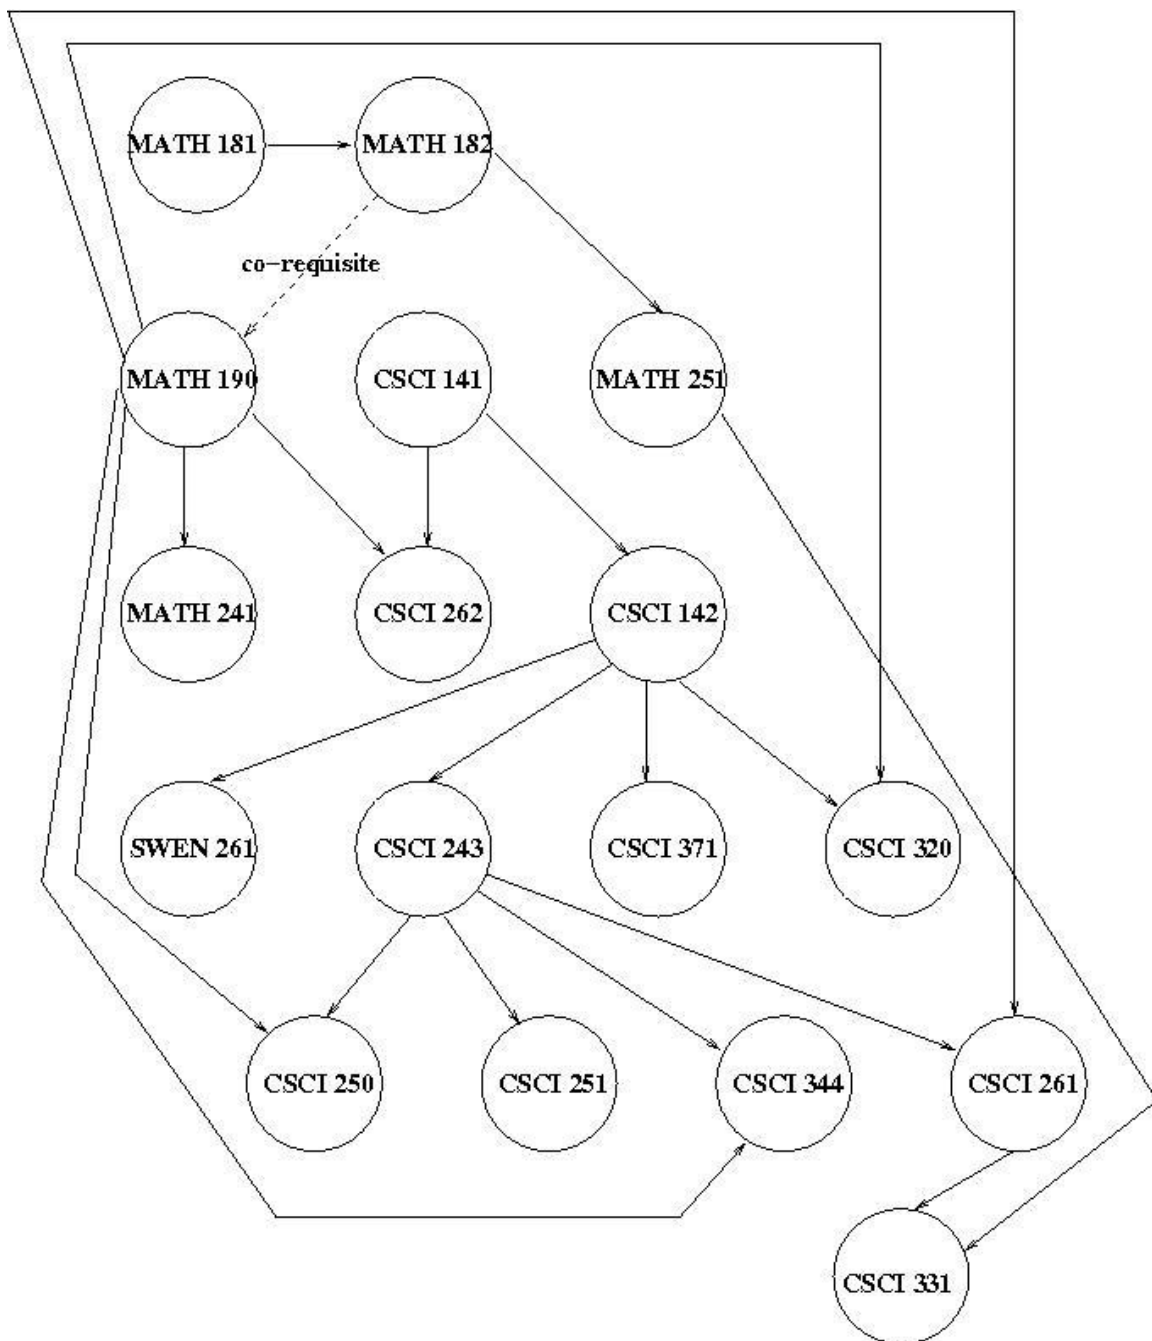 MATH 181
MATH 182
co-requisite
MATH 190
CSCI 141
MATH 251
MATH 241
CSCI 262
CSCI 142
SWEN 261
CSCI 243
CSCI 371
CSCI 320
CSCI 250
CSCI 251
CSCI 344
CSCI 261
CSCI 331